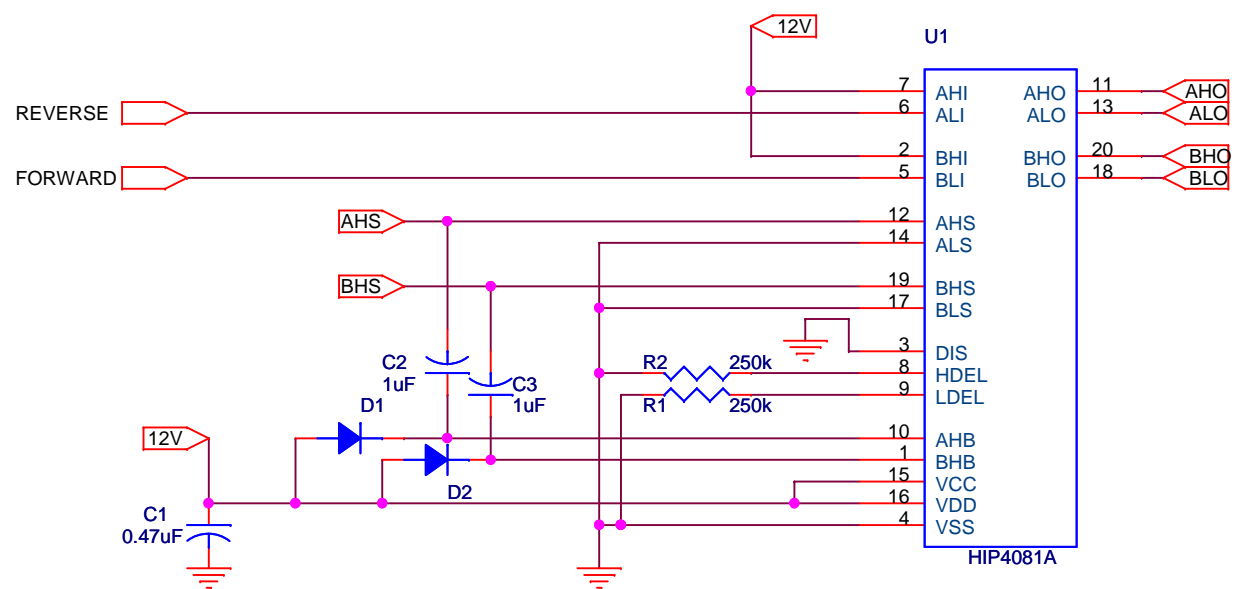 12V
U1
7
AHI
AHO
11
AHO
REVERSE
6
ALI
ALO
13
ALO
2
BHI
BHO
20
BHO
FORWARD
5
BLI
BLO
18
BLO
AHS
12
AHS
14
ALS
BHS
19
BHS
17
BLS
3
DIS
C2
1uF
R2
250k
8
HDEL
C3
1uF
R1
250k
9
LDEL
D1
12V
10
AHB
1
BHB
D2
15
VCC
16
VDD
C1
0.47uF
4
VSS
HIP4081A